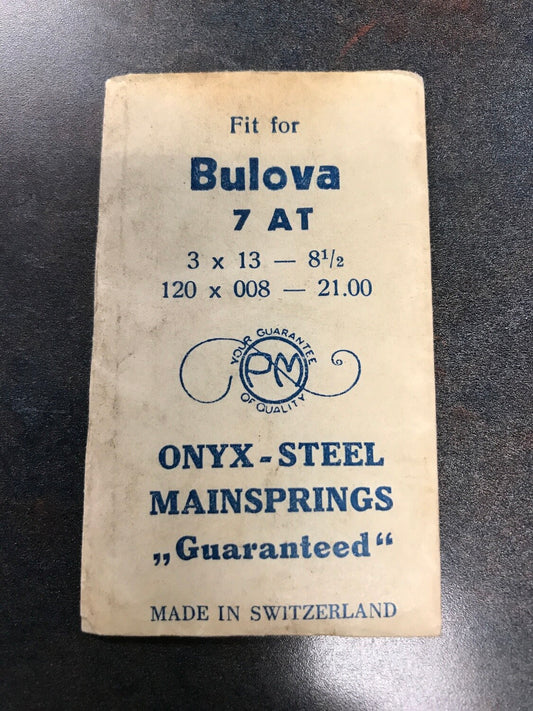 Fit for
Bulova
7 AT
3 x 13 — 8½
120 x 008 — 21.00
YOUR GUARANTEE
PM
OF QUALITY
ONYX-STEEL
MAINSPRINGS
„Guaranteed“
MADE IN SWITZERLAND